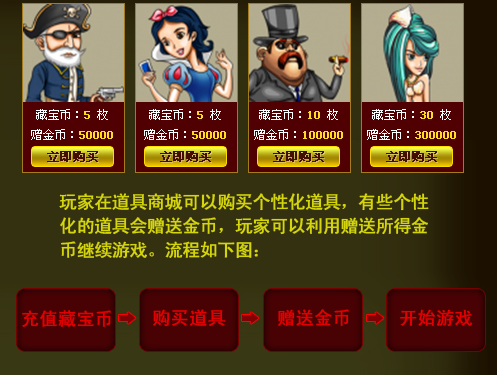 藏宝币：5 枚
赠金币：50000
立即购买
藏宝币：5 枚
赠金币：50000
立即购买
藏宝币：10 枚
赠金币：100000
立即购买
藏宝币：30 枚
赠金币：300000
立即购买
玩家在道具商城可以购买个性化道具，有些个性
化的道具会赠送金币，玩家可以利用赠送所得金
币继续游戏。流程如下图：
充值藏宝币
购买道具
赠送金币
开始游戏